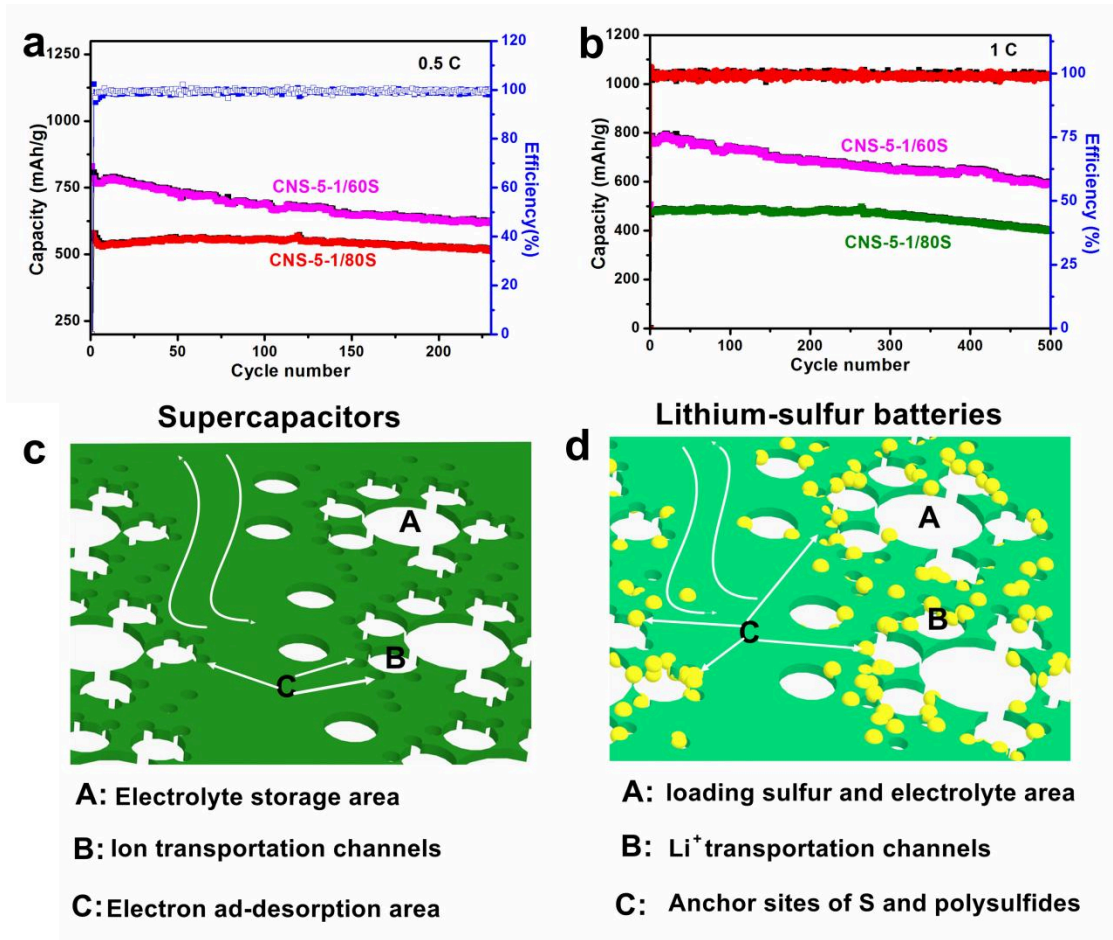 a
0.5 C
1250
1000
750
500
250
120
100
80
60
40
20
0
0
50
100
150
200
Capacity (mAh/g)
Efficiency(%)
Cycle number
CNS-5-1/60S
CNS-5-1/80S
b
1 C
1200
1000
800
600
400
200
0
100
75
50
25
0
0
100
200
300
400
500
Capacity (mAh/g)
Efficiency (%)
Cycle number
CNS-5-1/60S
CNS-5-1/80S
Supercapacitors
c
A
B
C
A: Electrolyte storage area
B: Ion transportation channels
C: Electron ad-desorption area
Lithium-sulfur batteries
d
A
B
C
A: loading sulfur and electrolyte area
B: Li⁺ transportation channels
C: Anchor sites of S and polysulfides